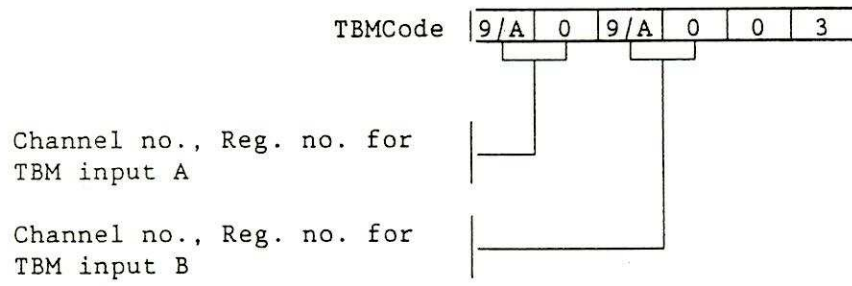 TBMCode 9/A 0 9/A 0 0 3
Channel no., Reg. no. for
TBM input A
Channel no., Reg. no. for
TBM input B